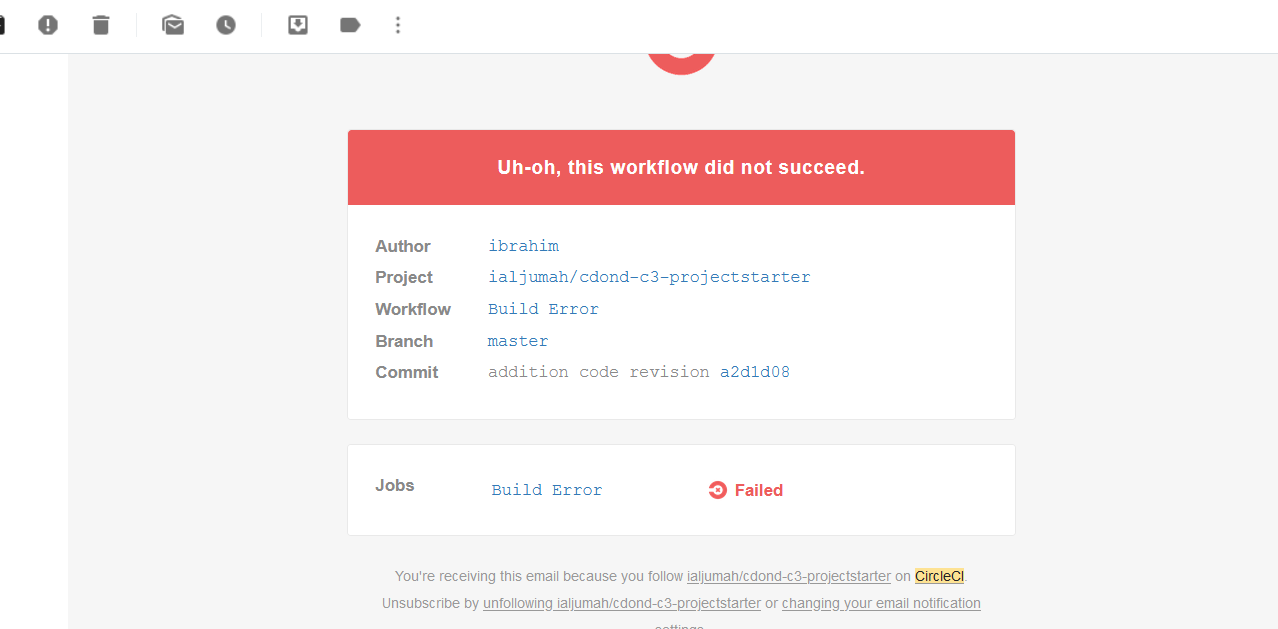 Uh-oh, this workflow did not succeed.
Author ibrahim
Project ialjumah/cdond-c3-projectstarter
Workflow Build Error
Branch master
Commit addition code revision a2d1d08
Jobs Build Error Failed
You're receiving this email because you follow ialjumah/cdond-c3-projectstarter on CircleCI.
Unsubscribe by unfollowing ialjumah/cdond-c3-projectstarter or changing your email notification
settings